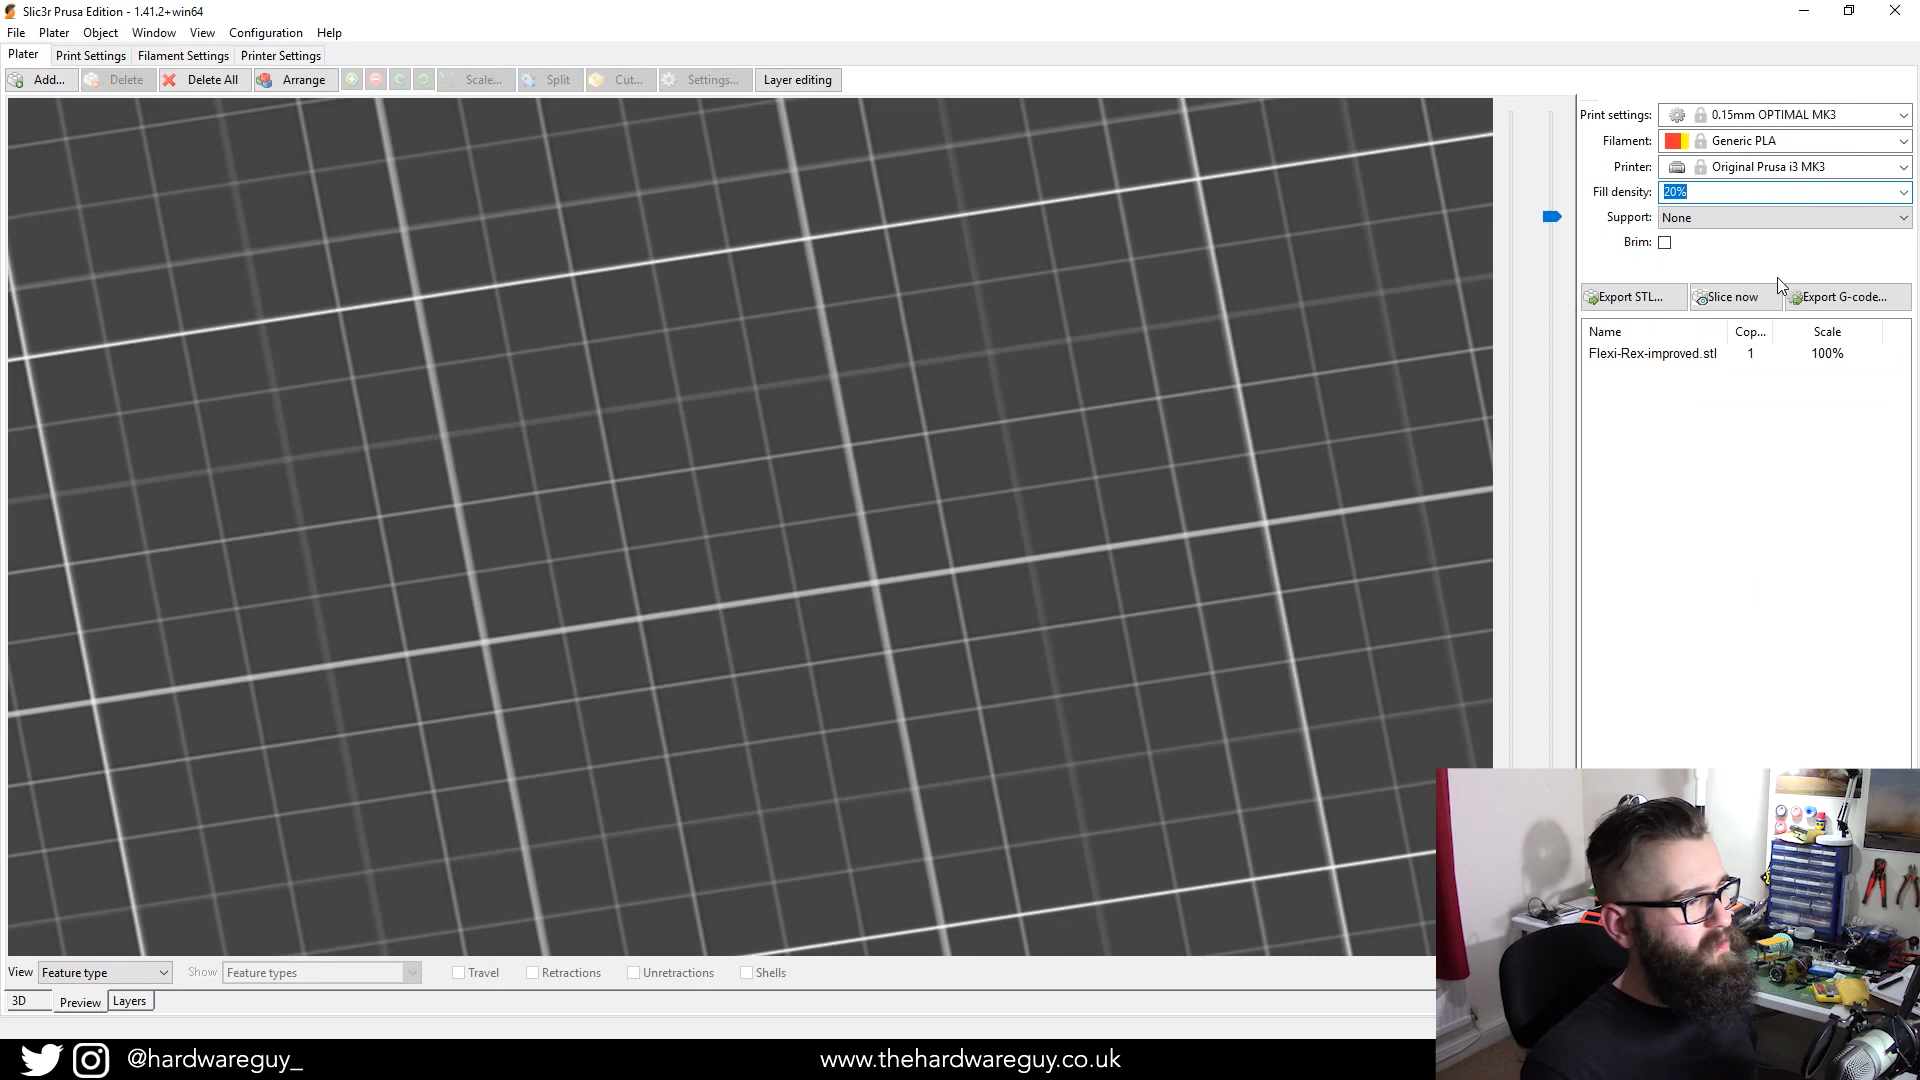 Slic3r Prusa Edition - 1.41.2+win64
File Plater Object Window View Configuration Help
Plater Print Settings Filament Settings Printer Settings
Add... Delete Delete All Arrange Scale... Split Cut... Settings... Layer editing
Print settings: 0.15mm OPTIMAL MK3
Filament: Generic PLA
Printer: Original Prusa i3 MK3
Fill density: 20%
Support: None
Brim:
Export STL... Slice now Export G-code...
Name Cop... Scale
Flexi-Rex-improved.stl 1 100%
View Feature type Show Feature types Travel Retractions Unretractions Shells
3D Preview Layers
@hardwareguy_ www.thehardwareguy.co.uk